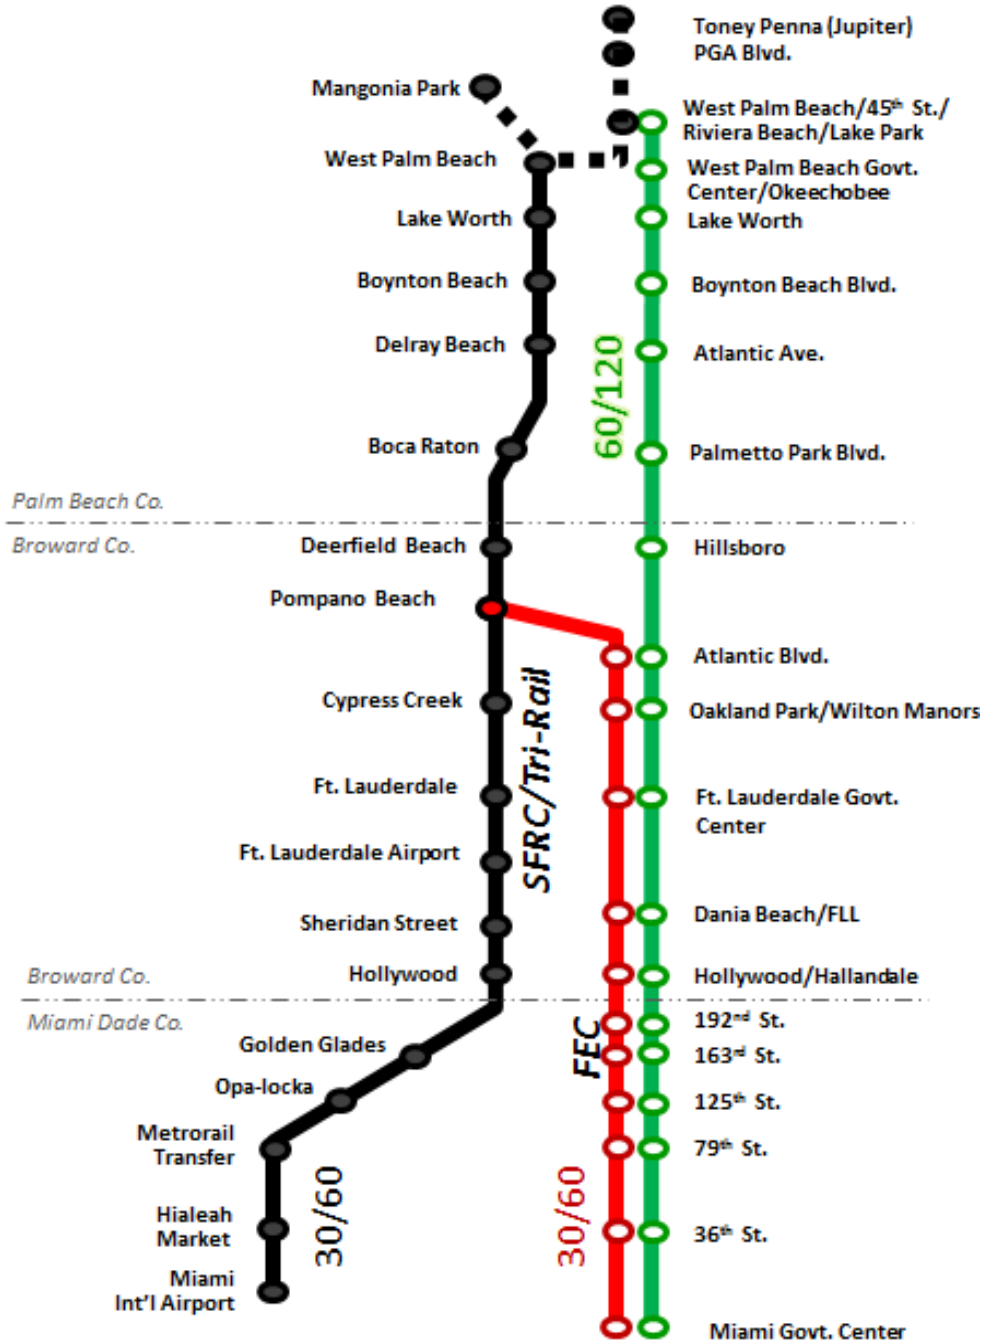 Toney Penna (Jupiter)
PGA Blvd.
Mangonia Park
West Palm Beach/45th St./
Riviera Beach/Lake Park
West Palm Beach
West Palm Beach Govt.
Center/Okeechobee
Lake Worth
Lake Worth
Boynton Beach
Boynton Beach Blvd.
Delray Beach
Atlantic Ave.
60/120
Boca Raton
Palmetto Park Blvd.
Palm Beach Co.
Broward Co.
Deerfield Beach
Hillsboro
Pompano Beach
Atlantic Blvd.
Cypress Creek
Oakland Park/Wilton Manors
SFRC/Tri-Rail
Ft. Lauderdale
Ft. Lauderdale Govt.
Center
Ft. Lauderdale Airport
Sheridan Street
Dania Beach/FLL
Hollywood
Hollywood/Hallandale
Broward Co.
Miami Dade Co.
192nd St.
FEC
Golden Glades
163rd St.
Opa-locka
125th St.
Metrorail
Transfer
79th St.
30/60
30/60
Hialeah
Market
36th St.
Miami
Int'l Airport
Miami Govt. Center